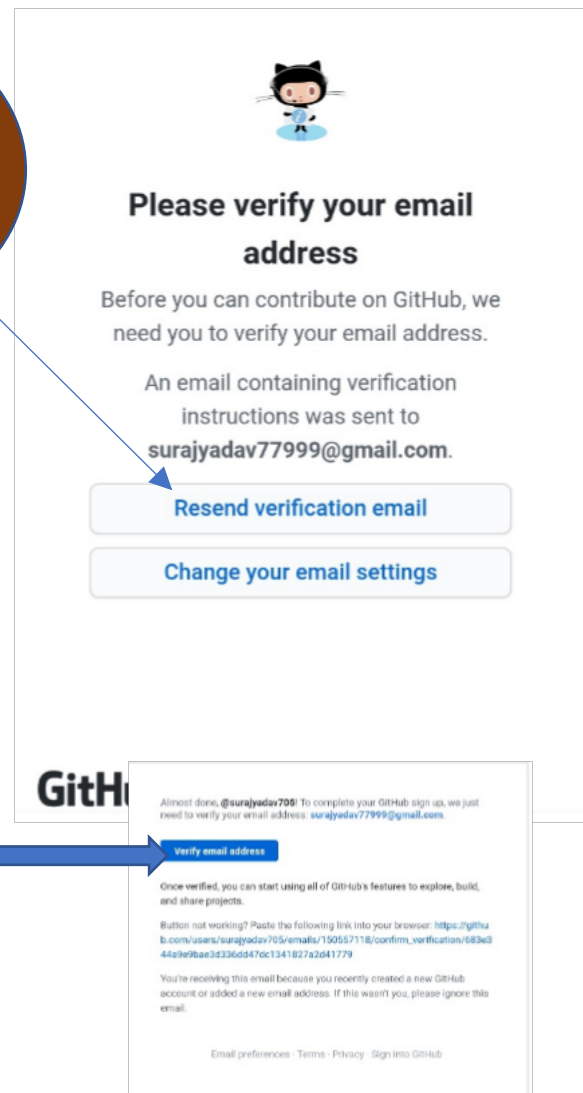 Please verify your email
address
Before you can contribute on GitHub, we
need you to verify your email address.
An email containing verification
instructions was sent to
surajyadav77999@gmail.com.
Resend verification email
Change your email settings
GitH
Almost done, @surajyadav705! To complete your GitHub sign up, we just
need to verify your email address: surajyadav77999@gmail.com.
Verify email address
Once verified, you can start using all of GitHub's features to explore, build,
and share projects.
Button not working? Paste the following link into your browser: https://githu
b.com/users/surajyadav705/emails/150557118/confirm_verification/683e3
44a9e9bae3d336dd47dc1341827a2d41779
You're receiving this email because you recently created a new GitHub
account or added a new email address. If this wasn't you, please ignore this
email.
Email preferences · Terms · Privacy · Sign into GitHub